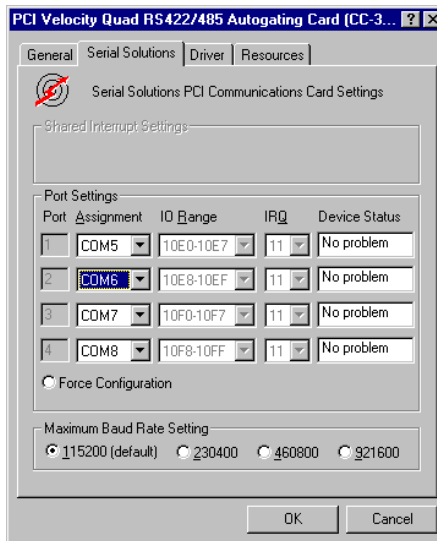 PCI Velocity Quad RS422/485 Autogating Card (CC-3...
General Serial Solutions Driver Resources
Serial Solutions PCI Communications Card Settings
Shared Interrupt Settings
Port Settings
Port Assignment IO Range IRQ Device Status
1 COM5 10E0-10E7 11 No problem
2 COM6 10E8-10EF 11 No problem
3 COM7 10F0-10F7 11 No problem
4 COM8 10F8-10FF 11 No problem
Force Configuration
Maximum Baud Rate Setting
115200 (default) 230400 460800 921600
OK Cancel